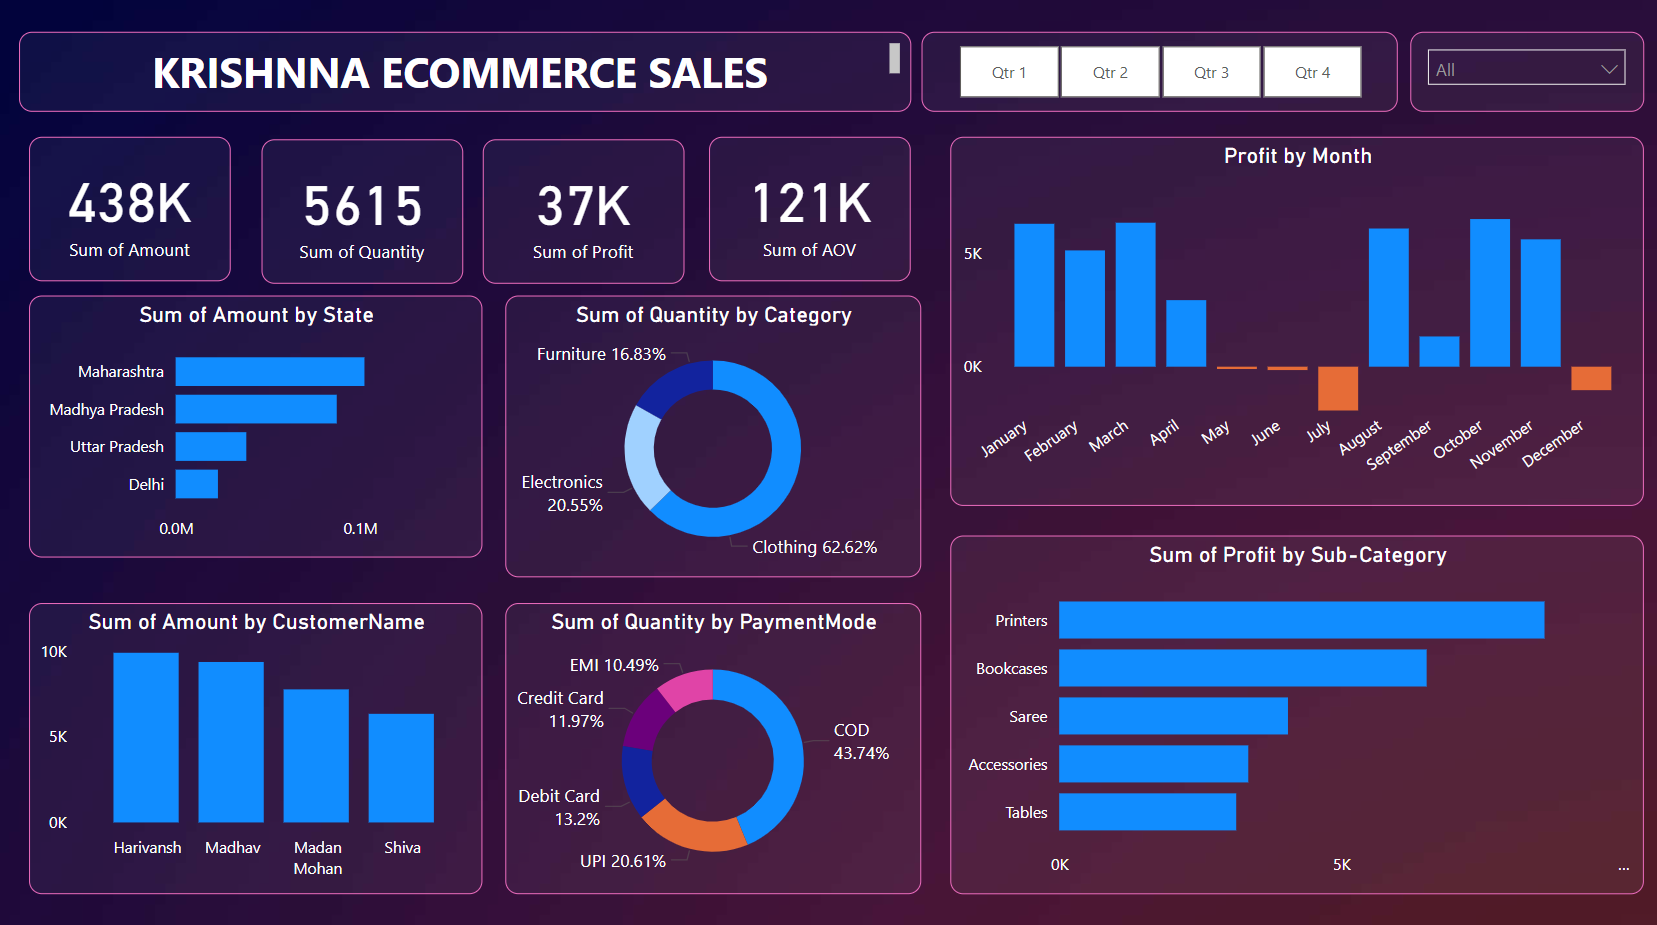 KRISHNNA ECOMMERCE SALES
Qtr 1
Qtr 2
Qtr 3
Qtr 4
All
438K
Sum of Amount
5615
Sum of Quantity
37K
Sum of Profit
121K
Sum of AOV
Profit by Month
5K
0K
January
February
March
April
May
June
July
August
September
October
November
December
Sum of Amount by State
Maharashtra
Madhya Pradesh
Uttar Pradesh
Delhi
0.0M
0.1M
Sum of Quantity by Category
Furniture 16.83%
Electronics
20.55%
Clothing 62.62%
Sum of Profit by Sub-Category
Printers
Bookcases
Saree
Accessories
Tables
0K
5K
...
Sum of Amount by CustomerName
10K
5K
0K
Harivansh
Madhav
Madan
Mohan
Shiva
Sum of Quantity by PaymentMode
EMI 10.49%
Credit Card
11.97%
COD
43.74%
Debit Card
13.2%
UPI 20.61%